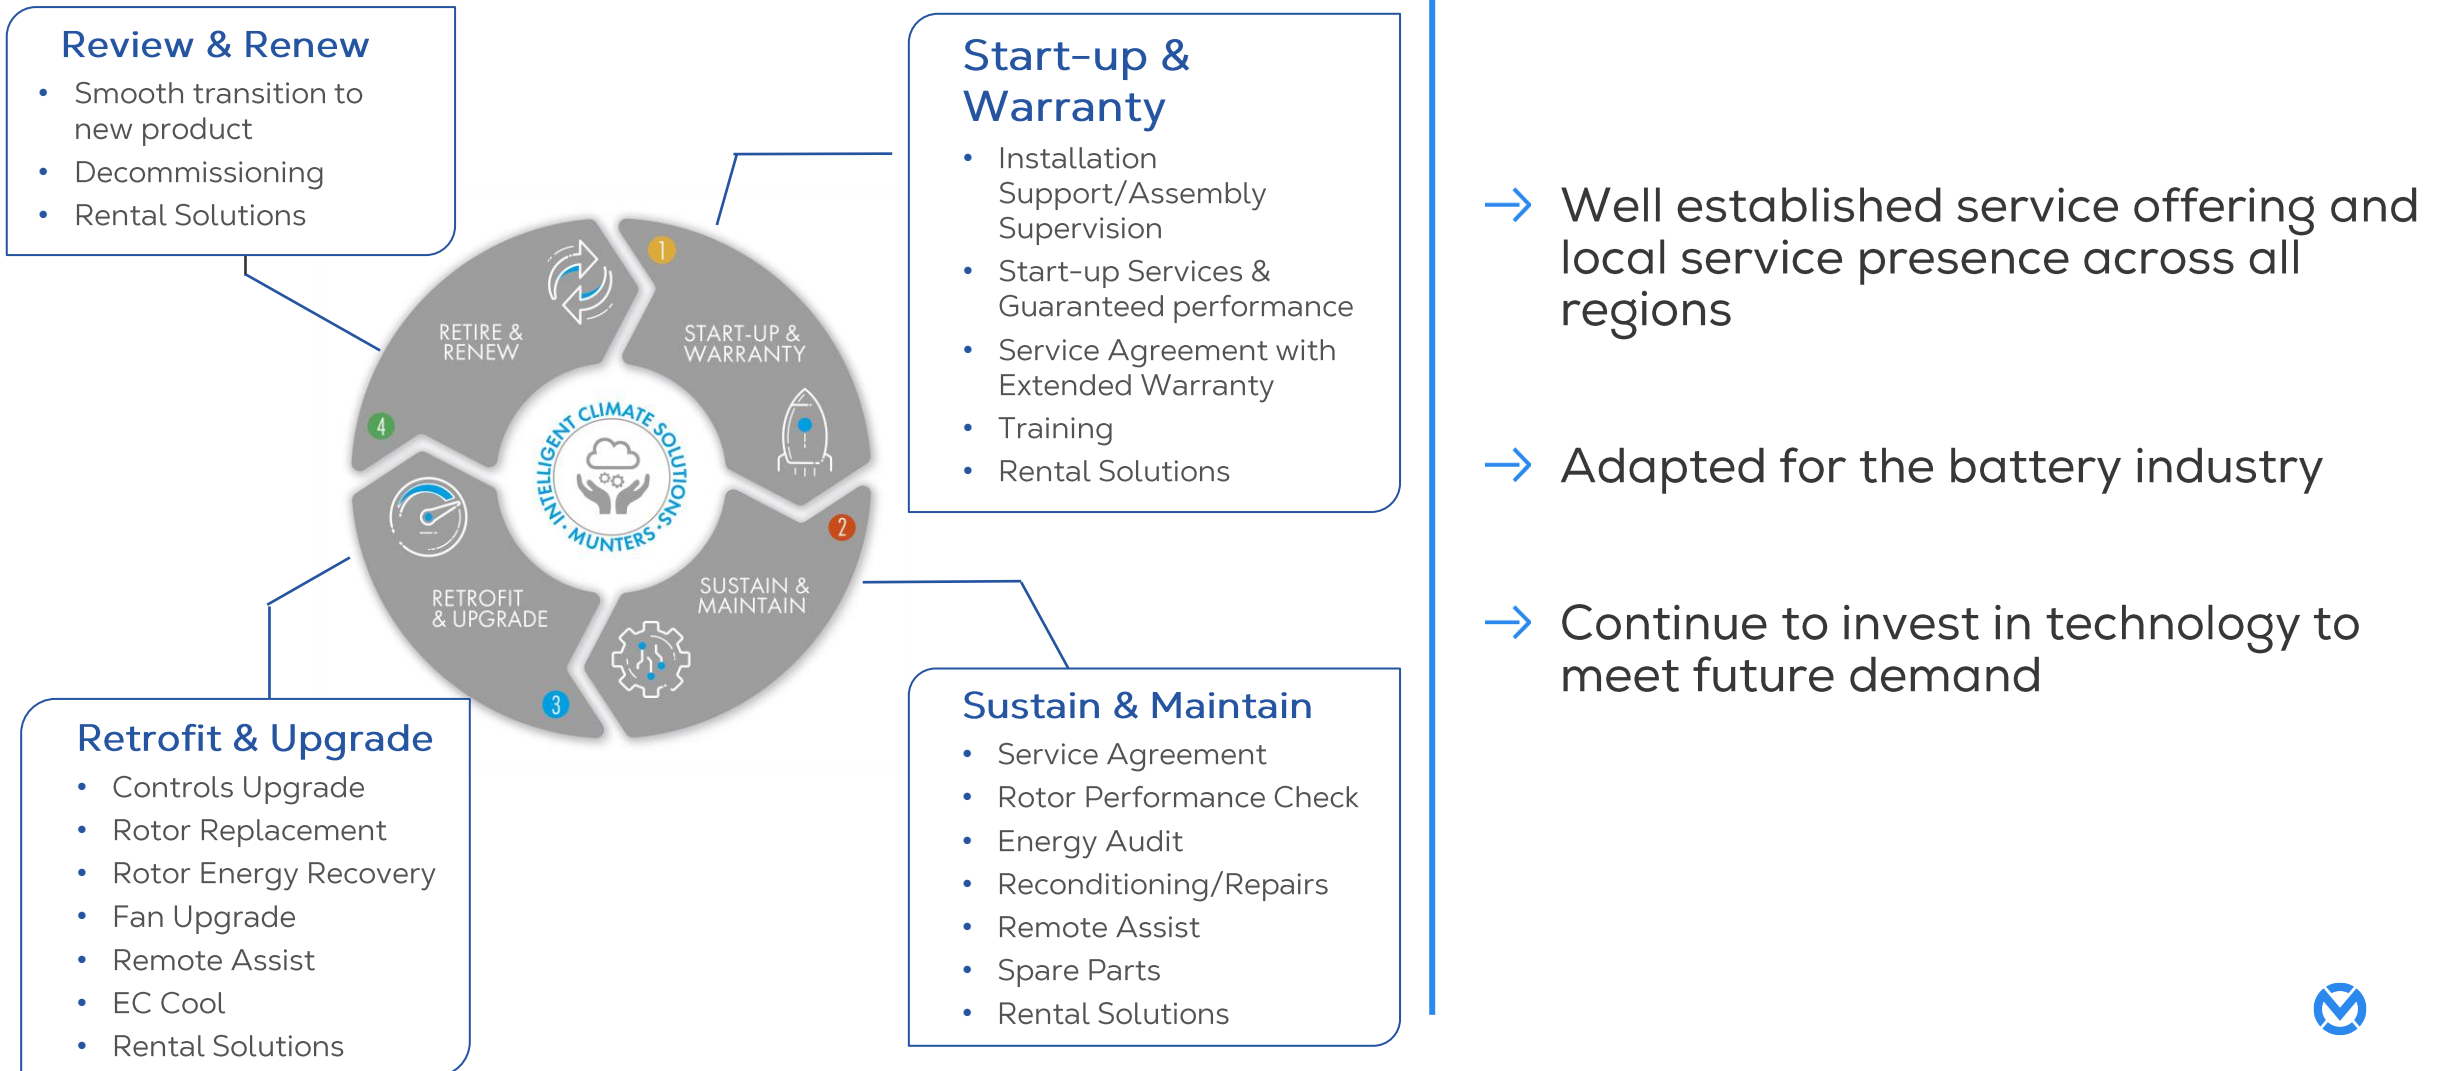 Review & Renew
• Smooth transition to
new product
• Decommissioning
• Rental Solutions
Start-up &
Warranty
• Installation
Support/Assembly
Supervision
• Start-up Services &
Guaranteed performance
• Service Agreement with
Extended Warranty
• Training
• Rental Solutions
RETIRE &
RENEW
4
1
START-UP &
WARRANTY
INTELLIGENT CLIMATE SOLUTIONS · MUNTERS ·
2
SUSTAIN &
MAINTAIN
RETROFIT
& UPGRADE
3
Retrofit & Upgrade
• Controls Upgrade
• Rotor Replacement
• Rotor Energy Recovery
• Fan Upgrade
• Remote Assist
• EC Cool
• Rental Solutions
Sustain & Maintain
• Service Agreement
• Rotor Performance Check
• Energy Audit
• Reconditioning/Repairs
• Remote Assist
• Spare Parts
• Rental Solutions
→ Well established service offering and
local service presence across all
regions
→ Adapted for the battery industry
→ Continue to invest in technology to
meet future demand